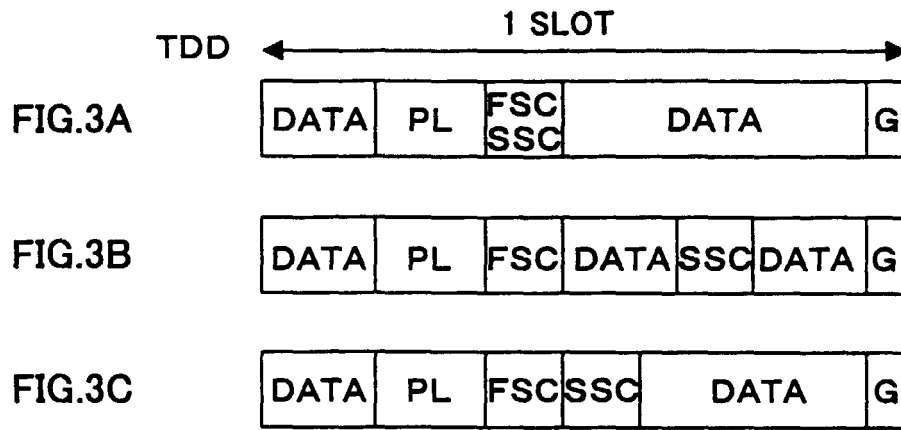 1 SLOT
TDD
FIG.3A DATA PL FSC SSC DATA G
FIG.3B DATA PL FSC DATA SSC DATA G
FIG.3C DATA PL FSC SSC DATA G